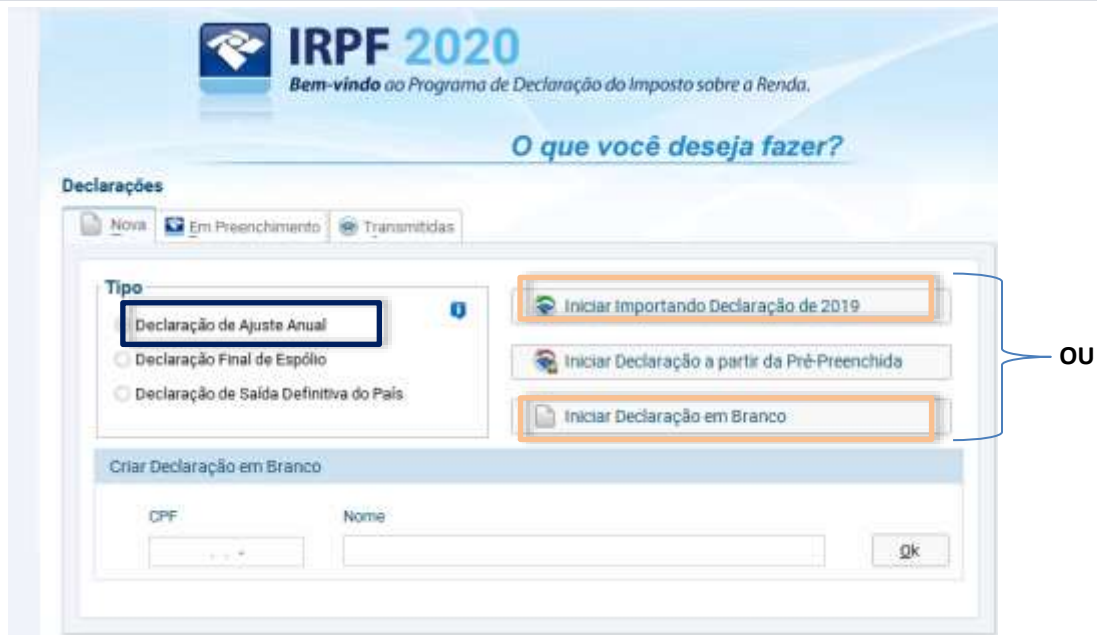 IRPF 2020
Bem-vindo ao Programa de Declaração do Imposto sobre a Renda.
O que você deseja fazer?
Declarações
Nova
Em Preenchimento
Transmitidas
Tipo
Declaração de Ajuste Anual
Declaração Final de Espólio
Declaração de Saída Definitiva do País
Iniciar Importando Declaração de 2019
Iniciar Declaração a partir da Pré-Preenchida
Iniciar Declaração em Branco
OU
Criar Declaração em Branco
CPF
Nome
Ok